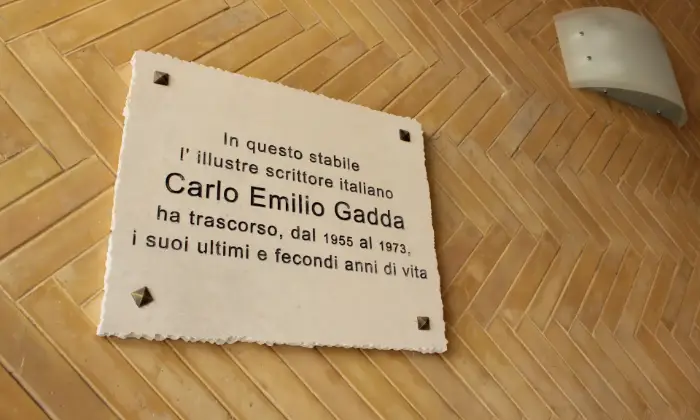 In questo stabile
l' illustre scrittore italiano
Carlo Emilio Gadda
ha trascorso, dal 1955 al 1973,
i suoi ultimi e fecondi anni di vita